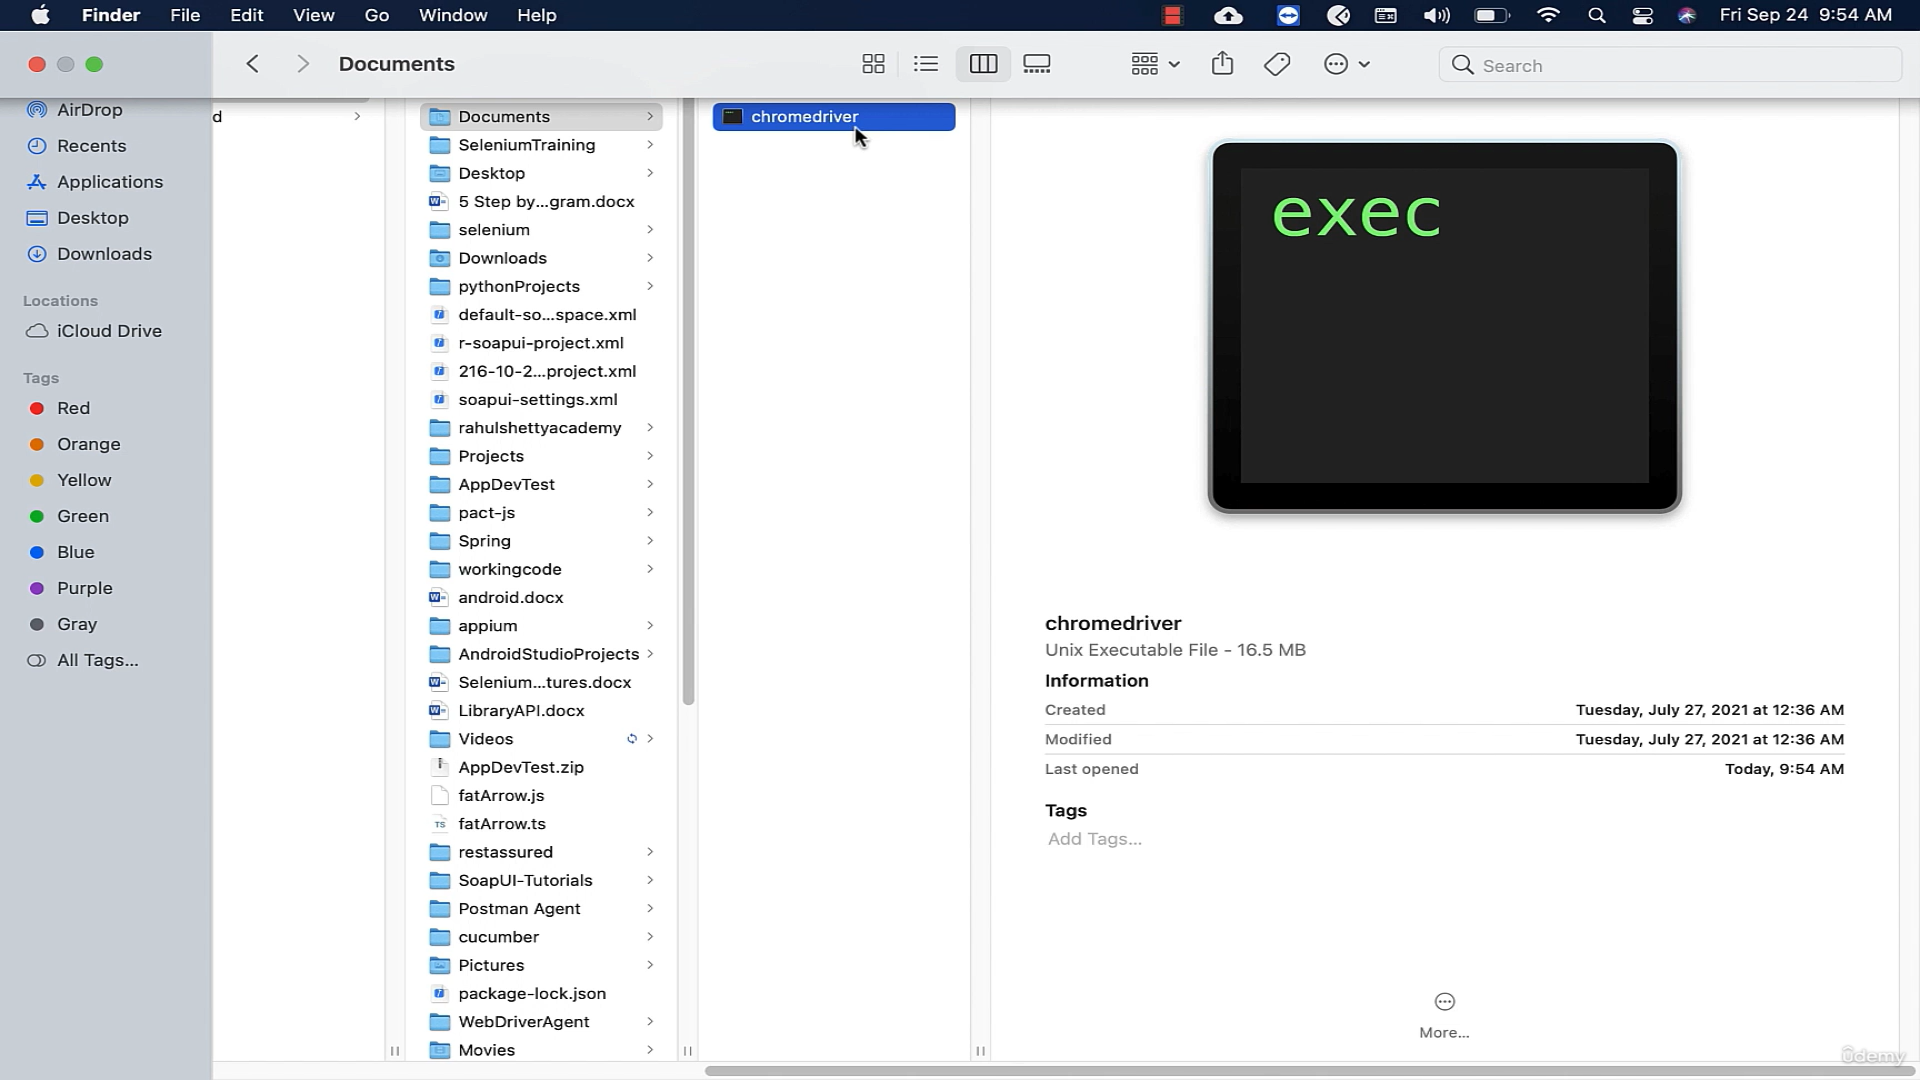 Finder File Edit View Go Window Help Fri Sep 24 9:54 AM
Documents
Search
AirDrop
Recents
Applications
Desktop
Downloads
Locations
iCloud Drive
Tags
Red
Orange
Yellow
Green
Blue
Purple
Gray
All Tags...
d
Documents
SeleniumTraining
Desktop
5 Step by...gram.docx
selenium
Downloads
pythonProjects
default-so...space.xml
r-soapui-project.xml
216-10-2...project.xml
soapui-settings.xml
rahulshettyacademy
Projects
AppDevTest
pact-js
Spring
workingcode
android.docx
appium
AndroidStudioProjects
Selenium...tures.docx
LibraryAPI.docx
Videos
AppDevTest.zip
fatArrow.js
TS fatArrow.ts
restassured
SoapUI-Tutorials
Postman Agent
cucumber
Pictures
package-lock.json
WebDriverAgent
Movies
chromedriver
exec
chromedriver
Unix Executable File - 16.5 MB
Information
Created Tuesday, July 27, 2021 at 12:36 AM
Modified Tuesday, July 27, 2021 at 12:36 AM
Last opened Today, 9:54 AM
Tags
Add Tags...
More...
ûdemy